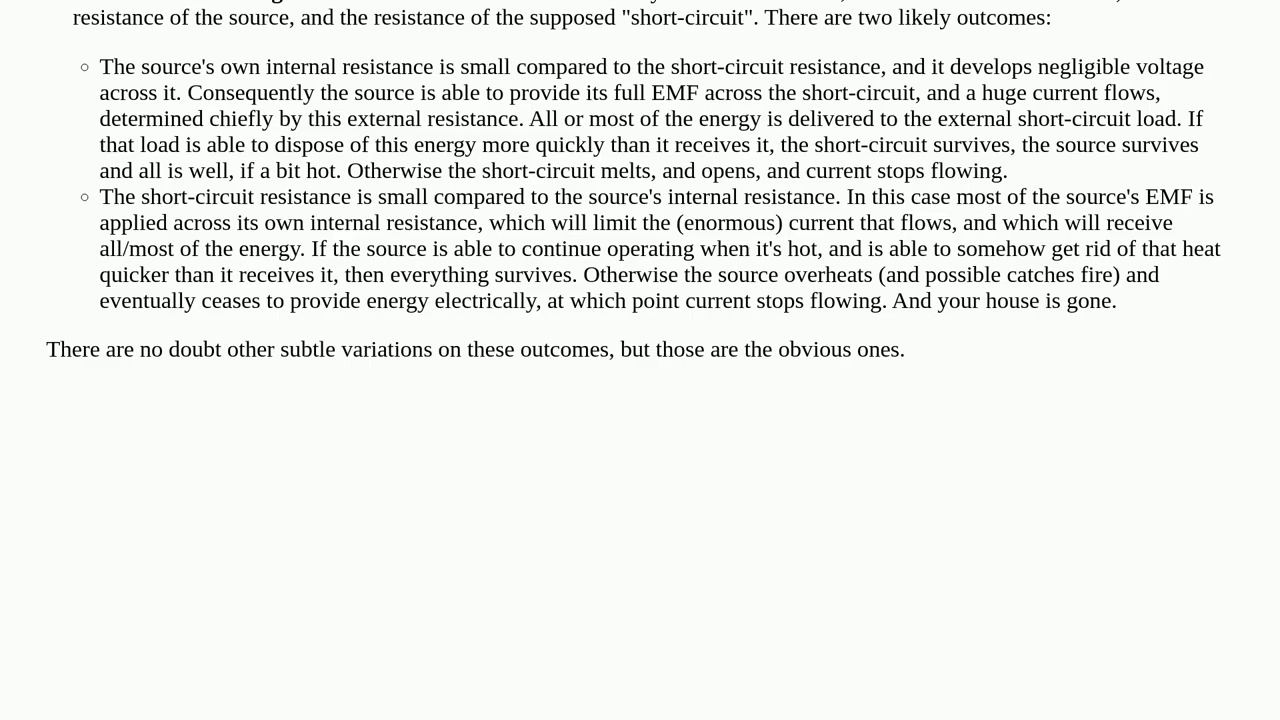 resistance of the source, and the resistance of the supposed "short-circuit". There are two likely outcomes:
The source's own internal resistance is small compared to the short-circuit resistance, and it develops negligible voltage
across it. Consequently the source is able to provide its full EMF across the short-circuit, and a huge current flows,
determined chiefly by this external resistance. All or most of the energy is delivered to the external short-circuit load. If
that load is able to dispose of this energy more quickly than it receives it, the short-circuit survives, the source survives
and all is well, if a bit hot. Otherwise the short-circuit melts, and opens, and current stops flowing.
The short-circuit resistance is small compared to the source's internal resistance. In this case most of the source's EMF is
applied across its own internal resistance, which will limit the (enormous) current that flows, and which will receive
all/most of the energy. If the source is able to continue operating when it's hot, and is able to somehow get rid of that heat
quicker than it receives it, then everything survives. Otherwise the source overheats (and possible catches fire) and
eventually ceases to provide energy electrically, at which point current stops flowing. And your house is gone.
There are no doubt other subtle variations on these outcomes, but those are the obvious ones.